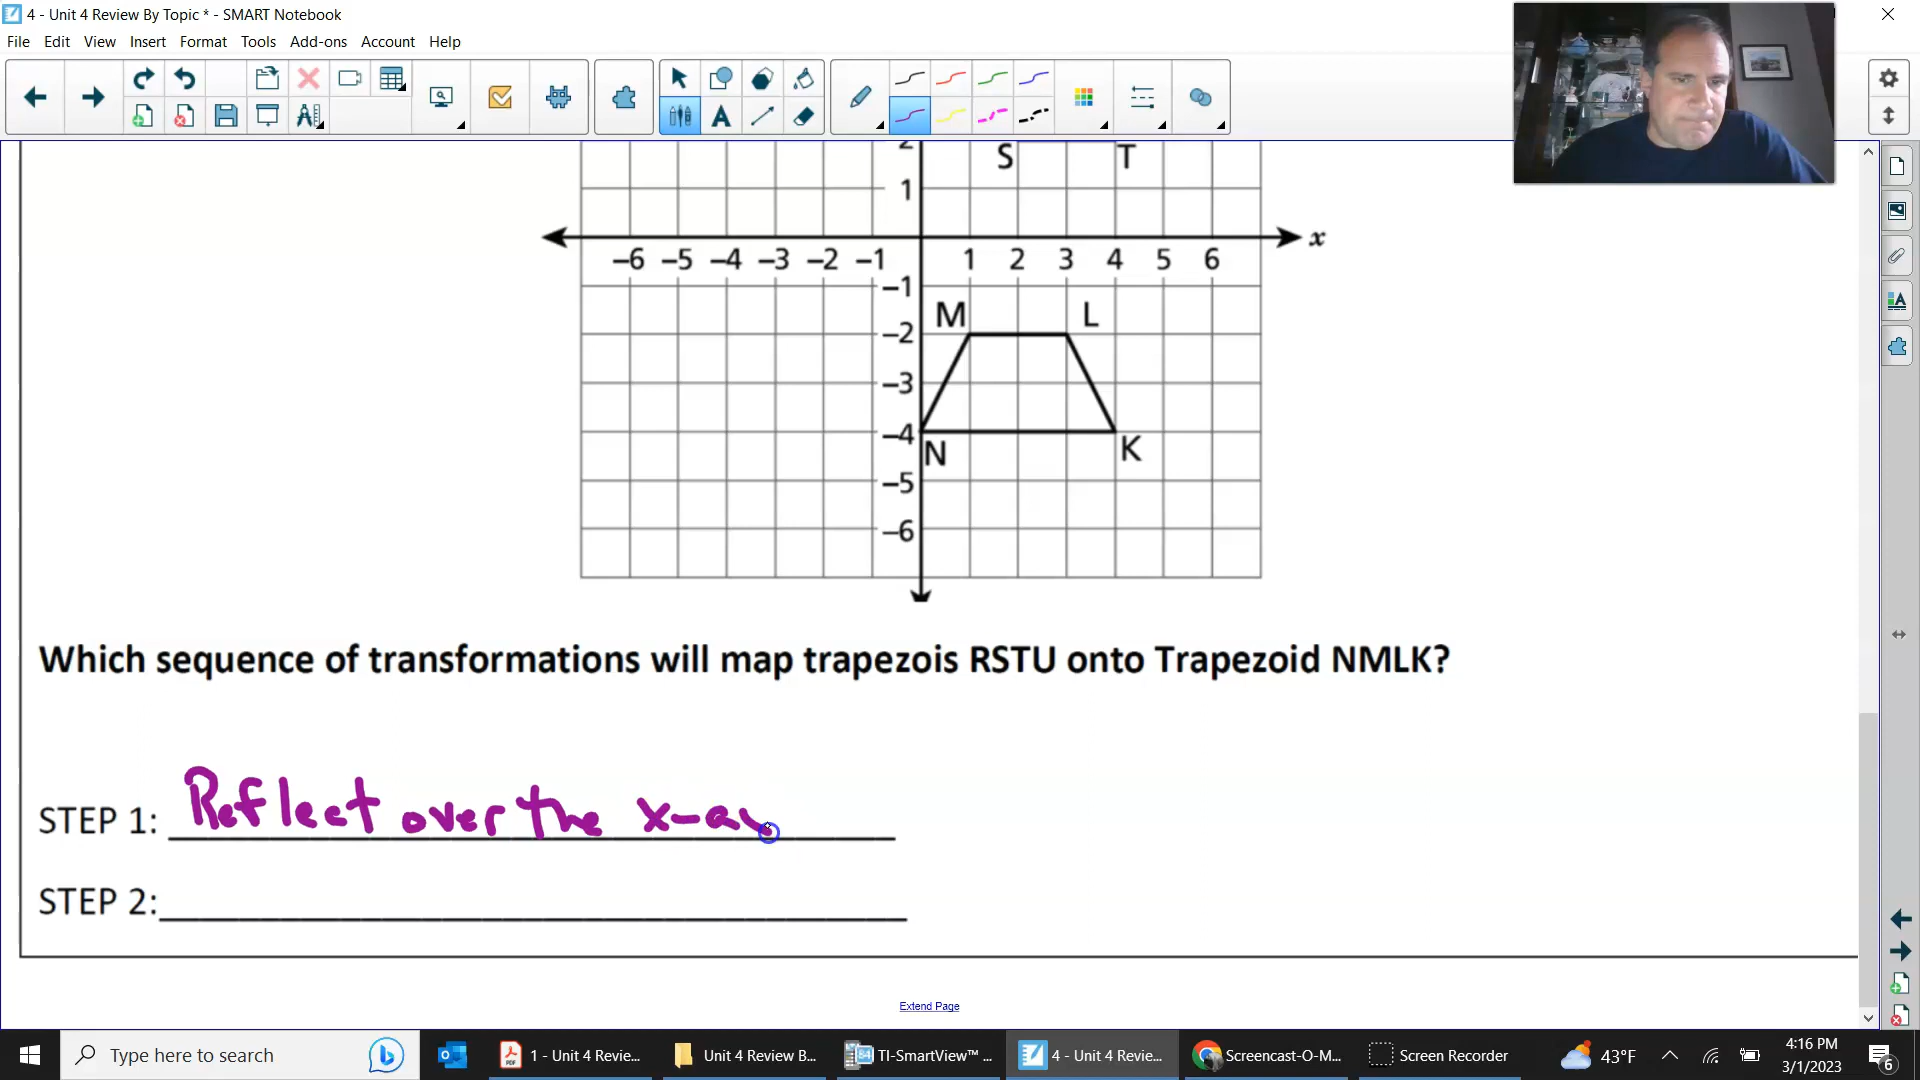 4 - Unit 4 Review By Topic * - SMART Notebook
File Edit View Insert Format Tools Add-ons Account Help
2 S T
1
x
-6 -5 -4 -3 -2 -1 1 2 3 4 5 6
-1
M L
-2
-3
-4
N K
-5
-6
Which sequence of transformations will map trapezois RSTU onto Trapezoid NMLK?
STEP 1: Reflect over the x-ax
STEP 2:
Extend Page
Type here to search
1 - Unit 4 Revie...
Unit 4 Review B...
84
TI-SmartView™ ...
4 - Unit 4 Revie...
Screencast-O-M...
Screen Recorder
43°F
4:16 PM
3/1/2023
6